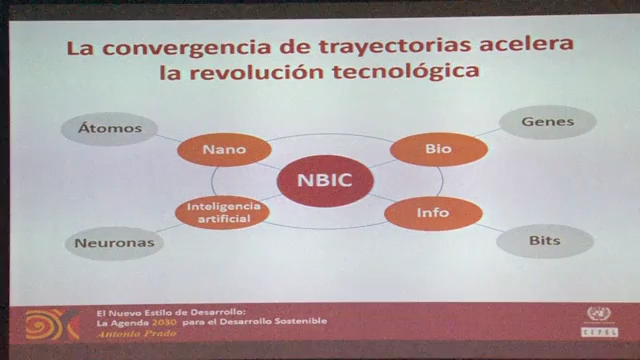 La convergencia de trayectorias acelera
la revolución tecnológica
Átomos
Genes
Nano
Bio
NBIC
Inteligencia
artificial
Info
Neuronas
Bits
El Nuevo Estilo de Desarrollo:
La Agenda 2030 para el Desarrollo Sostenible
Antonio Prado
CEPAL